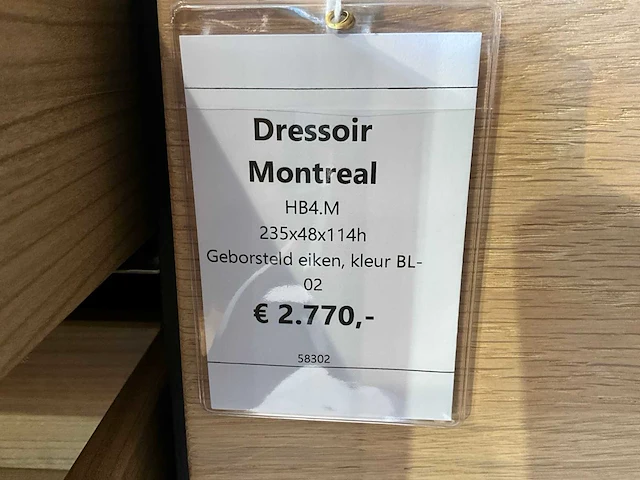 Dressoir
Montreal
HB4.M
235x48x114h
Geborsteld eiken, kleur BL-
02
€ 2.770,-
58302